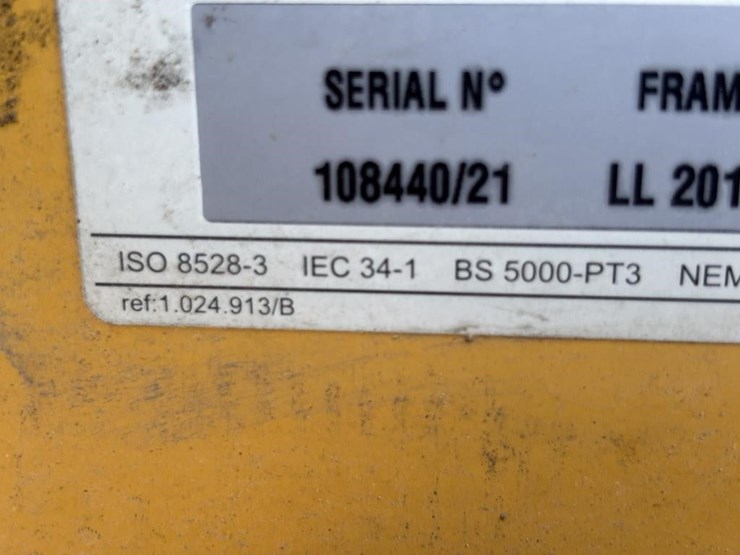 SERIAL Nº FRAM
108440/21 LL 201
ISO 8528-3 IEC 34-1 BS 5000-PT3 NEM
ref:1.024.913/B